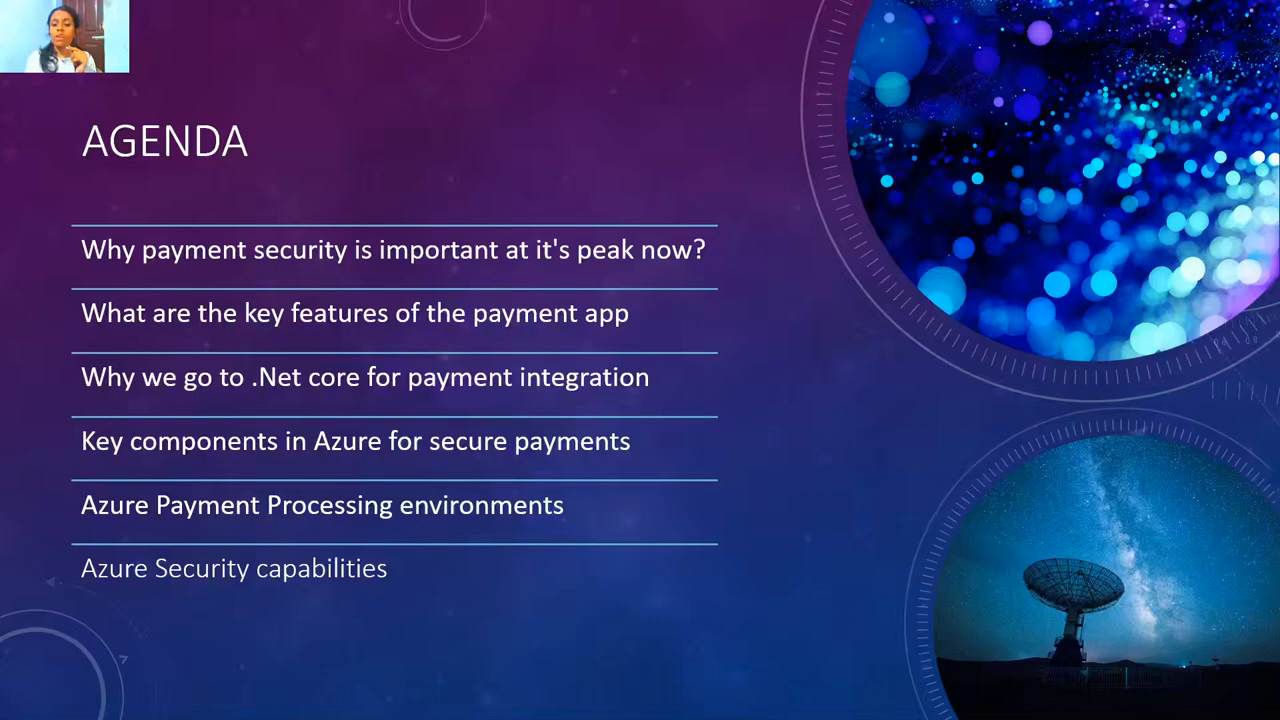 AGENDA
Why payment security is important at it's peak now?
What are the key features of the payment app
Why we go to .Net core for payment integration
Key components in Azure for secure payments
Azure Payment Processing environments
Azure Security capabilities